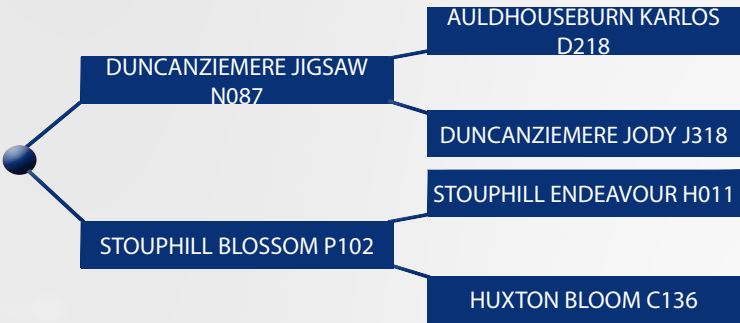 AULDHOUSEBURN KARLOS
D218
DUNCANZIEMERE JIGSAW
N087
DUNCANZIEMERE JODY J318
STOUPHILL ENDEAVOUR H011
STOUPHILL BLOSSOM P102
HUXTON BLOOM C136